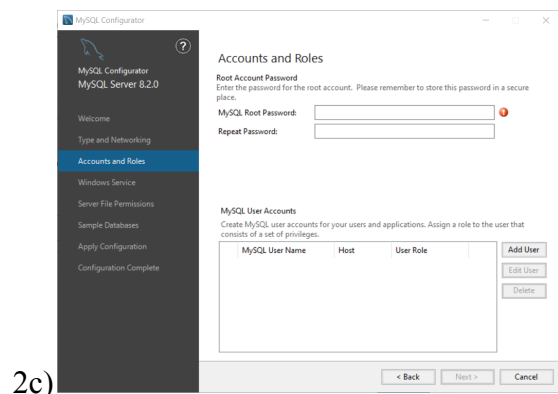 MySQL Configurator
?
MySQL Configurator
MySQL Server 8.2.0
Welcome
Type and Networking
Accounts and Roles
Windows Service
Server File Permissions
Sample Databases
Apply Configuration
Configuration Complete
Accounts and Roles
Root Account Password
Enter the password for the root account. Please remember to store this password in a secure
place.
MySQL Root Password:
Repeat Password:
MySQL User Accounts
Create MySQL user accounts for your users and applications. Assign a role to the user that
consists of a set of privileges.
MySQL User Name Host User Role
Add User
Edit User
Delete
< Back Next > Cancel
2c)